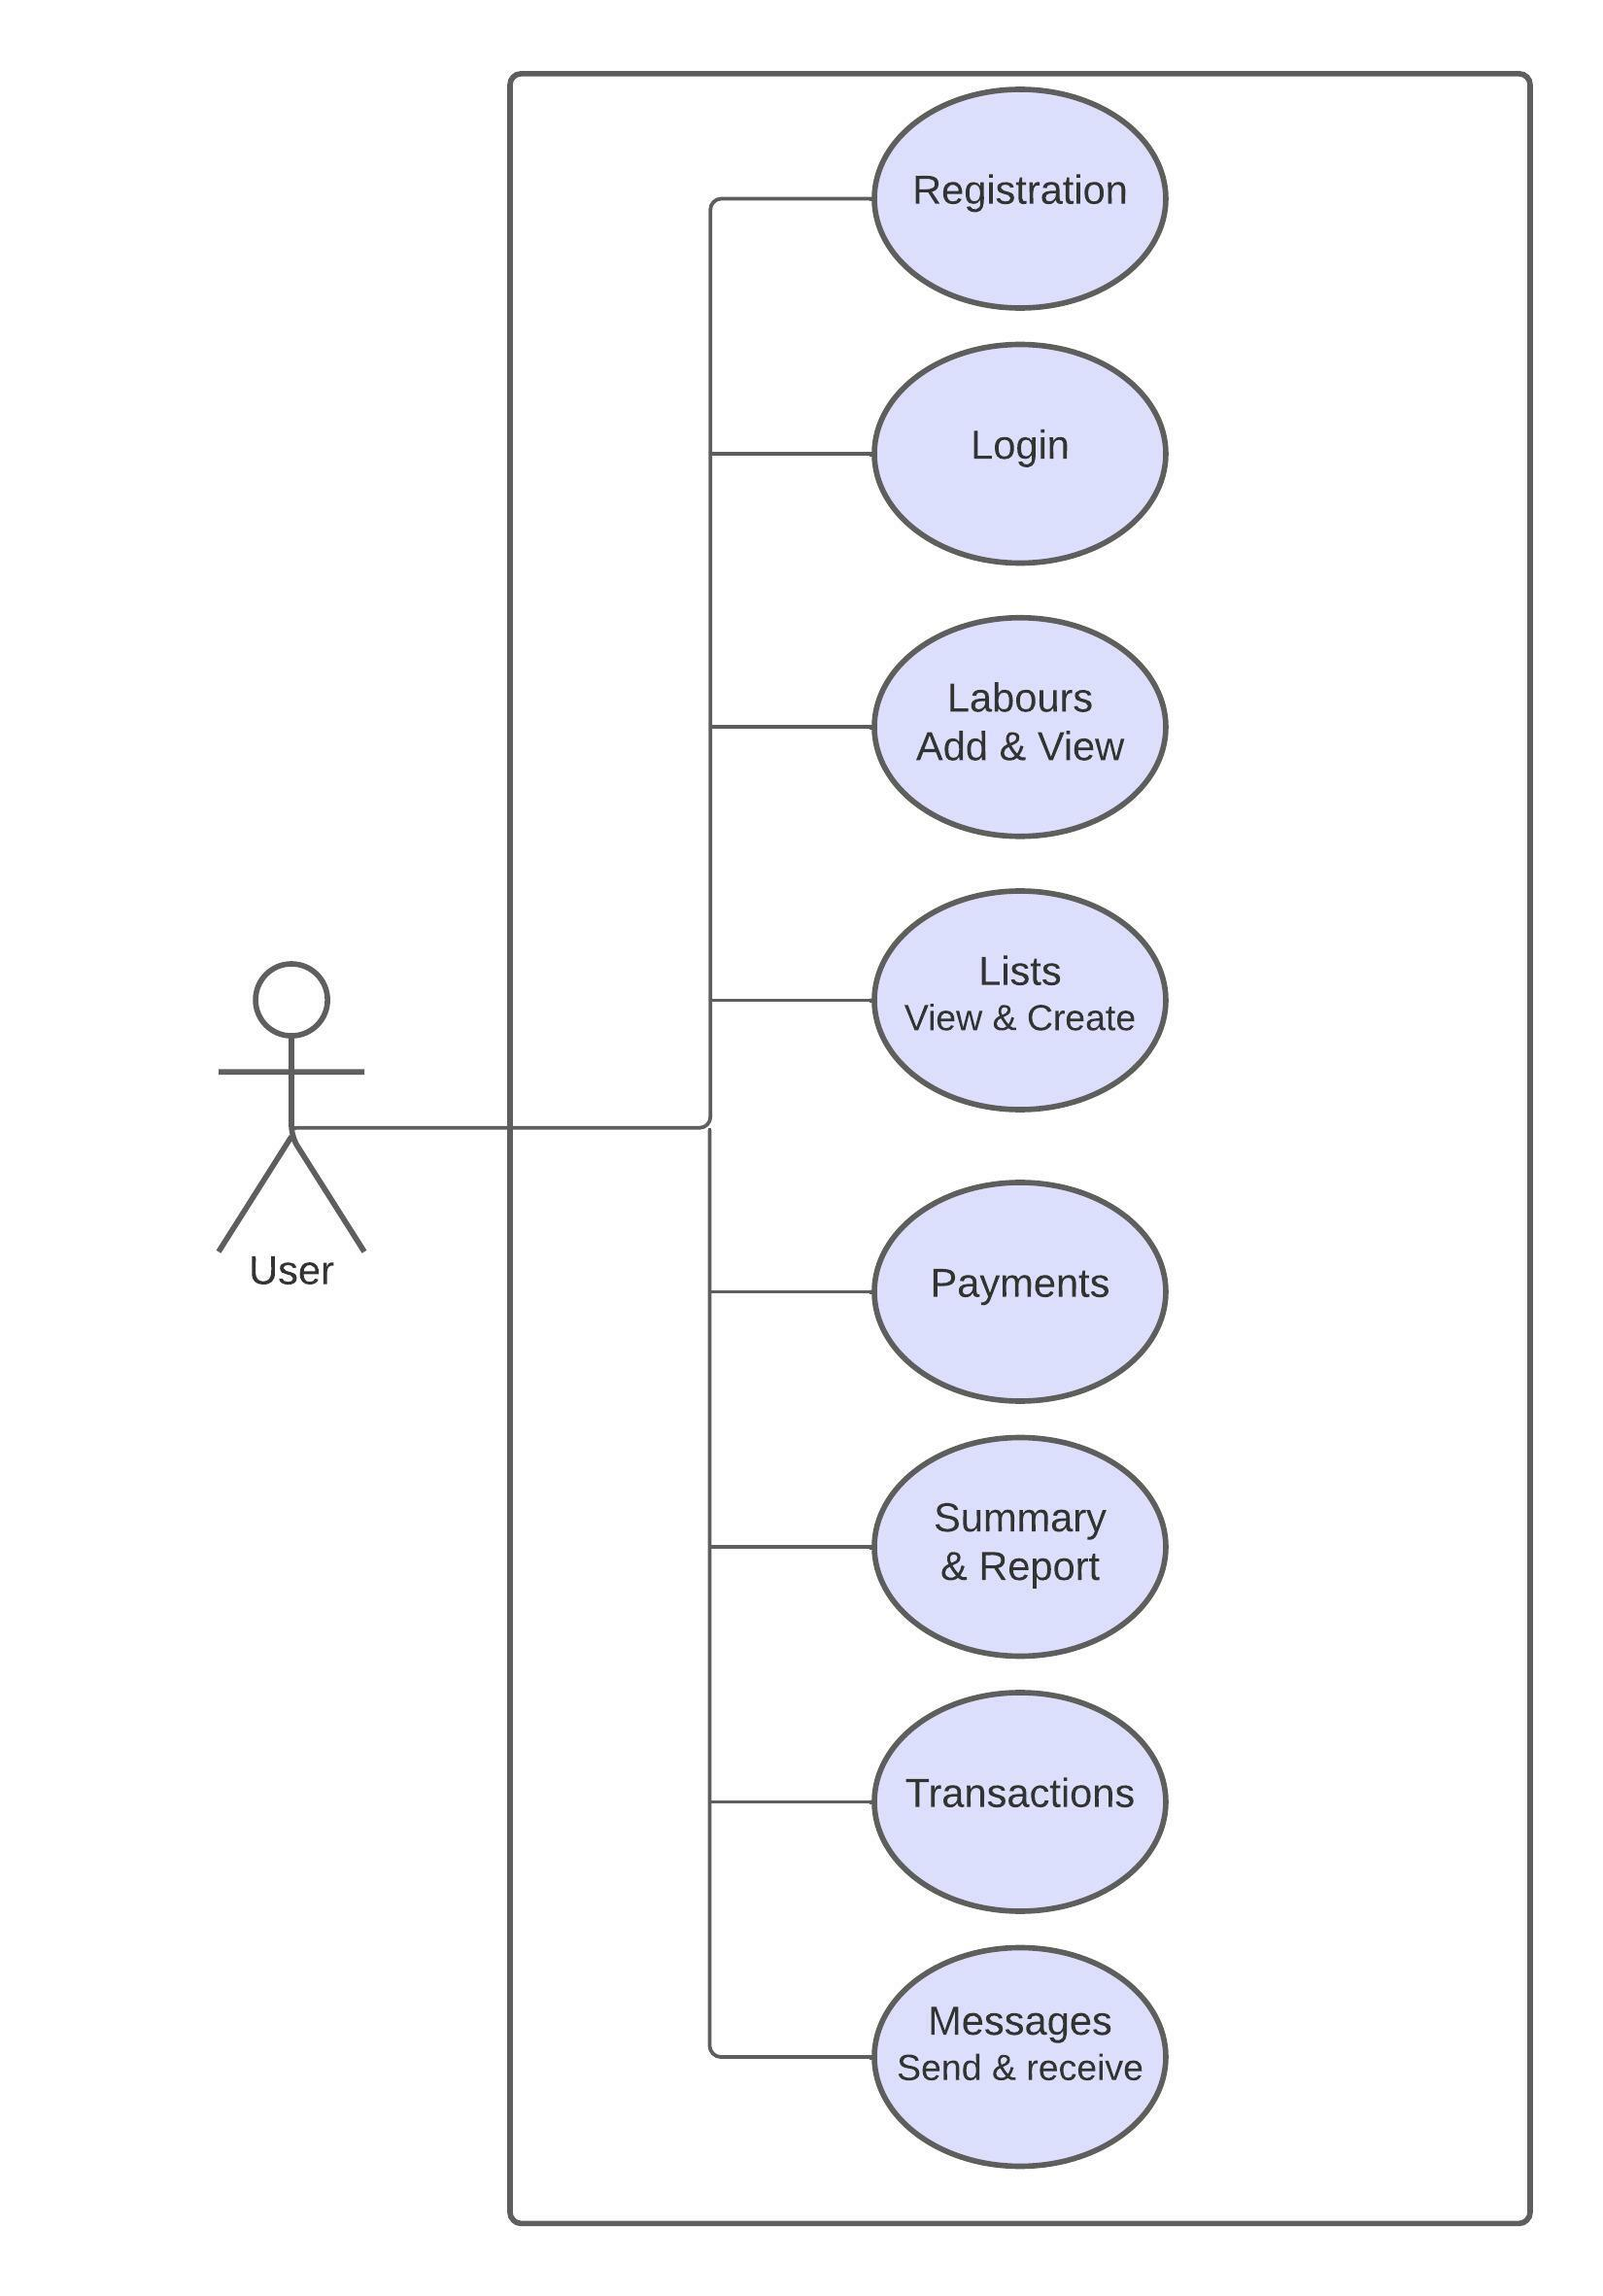 Registration
Login
Labours
Add & View
Lists
View & Create
User
Payments
Summary
& Report
Transactions
Messages
Send & receive